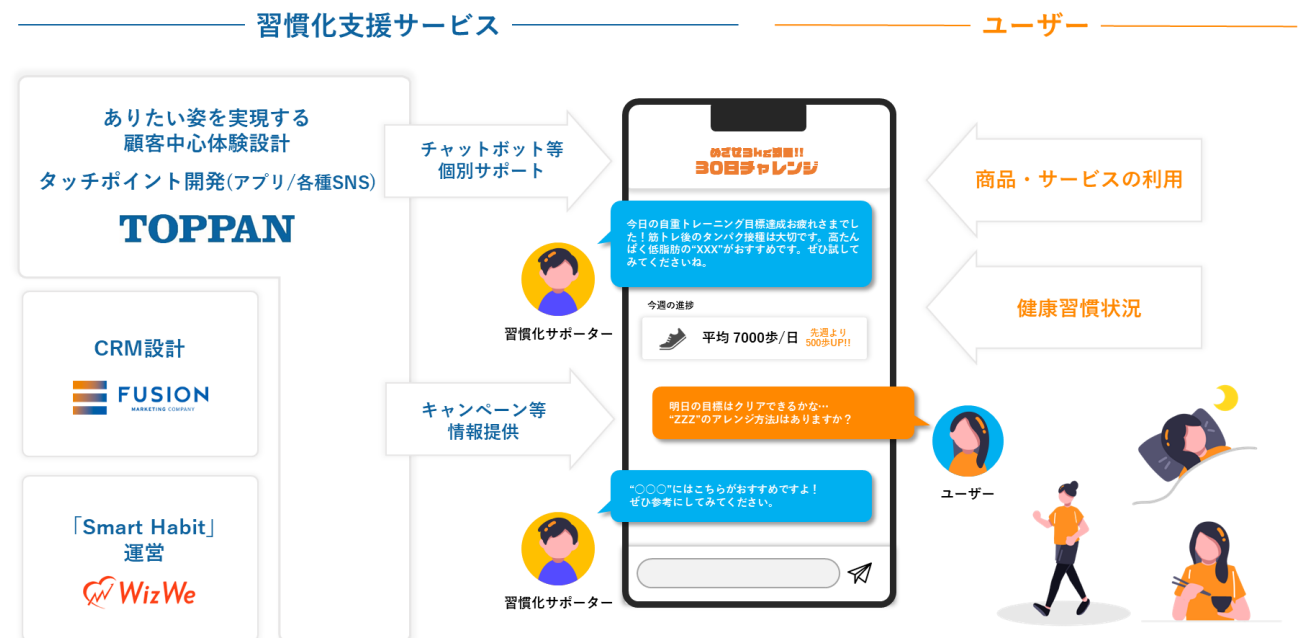 習慣化支援サービス
ユーザー
ありたい姿を実現する
顧客中心体験設計
タッチポイント開発(アプリ/各種SNS)
TOPPAN
CRM設計
FUSION
MARKETING COMPANY
「Smart Habit」
運営
WizWe
チャットボット等
個別サポート
キャンペーン等
情報提供
めざせ3kg減量!!
30日チャレンジ
今日の自重トレーニング目標達成お疲れさまでし
た！筋トレ後のタンパク接種は大切です。高たん
ぱく低脂肪の“XXX”がおすすめです。ぜひ試して
みてくださいね。
習慣化サポーター
今週の進捗
平均 7000歩/日
先週より
500歩UP!!
明日の目標はクリアできるかな…
“ZZZ”のアレンジ方法Jはありますか？
ユーザー
“○○○”にはこちらがおすすめですよ！
ぜひ参考にしてみてください。
習慣化サポーター
商品・サービスの利用
健康習慣状況